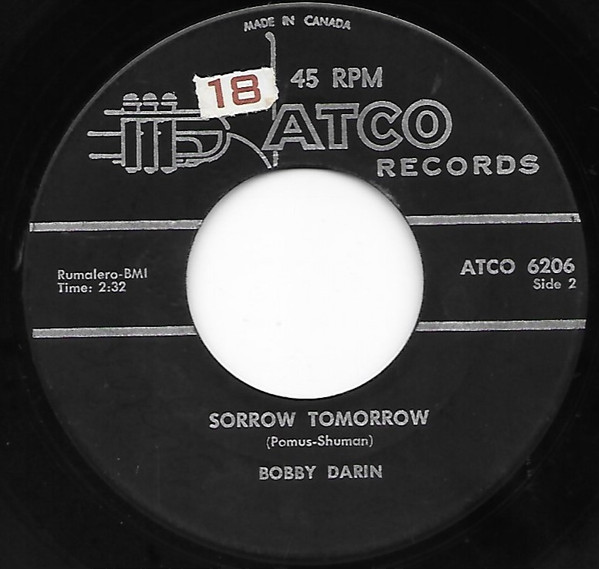 MADE IN CANADA
18
45 RPM
ATCO
RECORDS
Rumalero-BMI
Time: 2:32
ATCO 6206
Side 2
SORROW TOMORROW
(Pomus-Shuman)
BOBBY DARIN